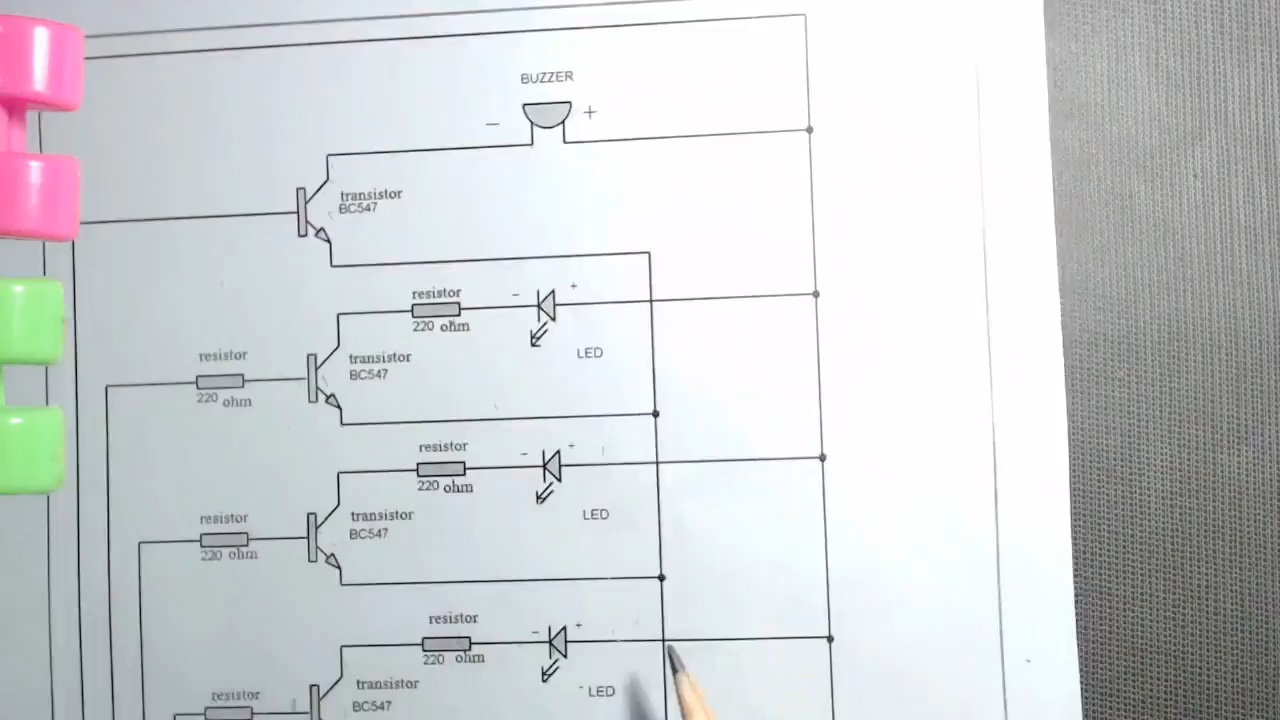 BUZZER
− +
transistor
BC547
resistor
− +
220 ohm
LED
resistor
220 ohm
transistor
BC547
resistor
− +
220 ohm
LED
resistor
220 ohm
transistor
BC547
resistor
− +
220 ohm
LED
resistor
transistor
BC547